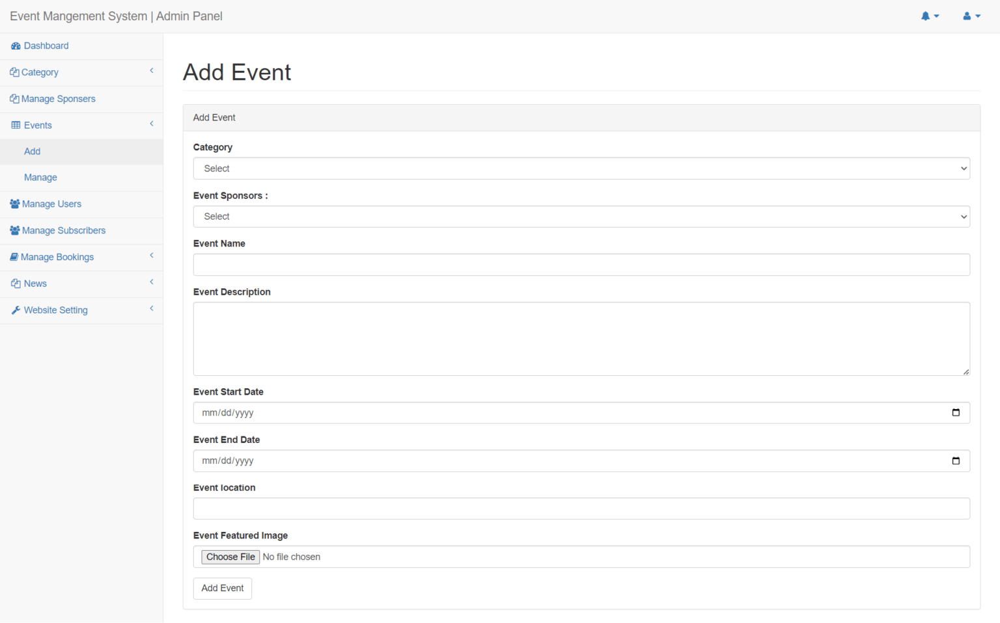 Event Mangement System | Admin Panel
Dashboard
Category
Manage Sponsers
Events
Add
Manage
Manage Users
Manage Subscribers
Manage Bookings
News
Website Setting
Add Event
Add Event
Category
Select
Event Sponsors :
Select
Event Name
Event Description
Event Start Date
mm/dd/yyyy
Event End Date
mm/dd/yyyy
Event location
Event Featured Image
Choose File No file chosen
Add Event